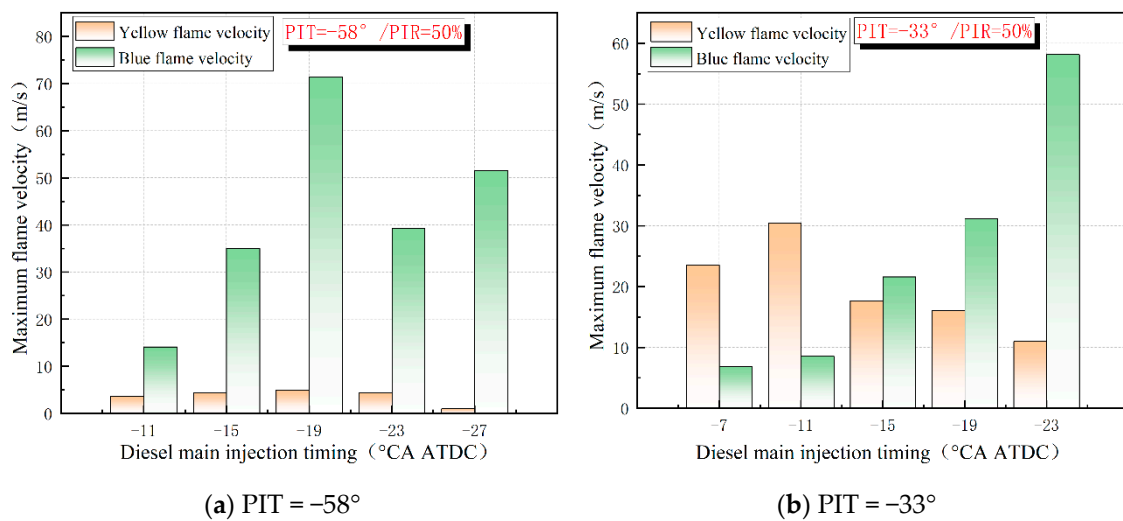 Yellow flame velocity
Blue flame velocity
PIT=−58° /PIR=50%
Maximum flame velocity（m/s）
80
70
60
50
40
30
20
10
0
−11 −15 −19 −23 −27
Diesel main injection timing（°CA ATDC）
(a) PIT = −58°
Yellow flame velocity
Blue flame velocity
PIT=−33° /PIR=50%
Maximum flame velocity（m/s）
60
50
40
30
20
10
0
−7 −11 −15 −19 −23
Diesel main injection timing（°CA ATDC）
(b) PIT = −33°